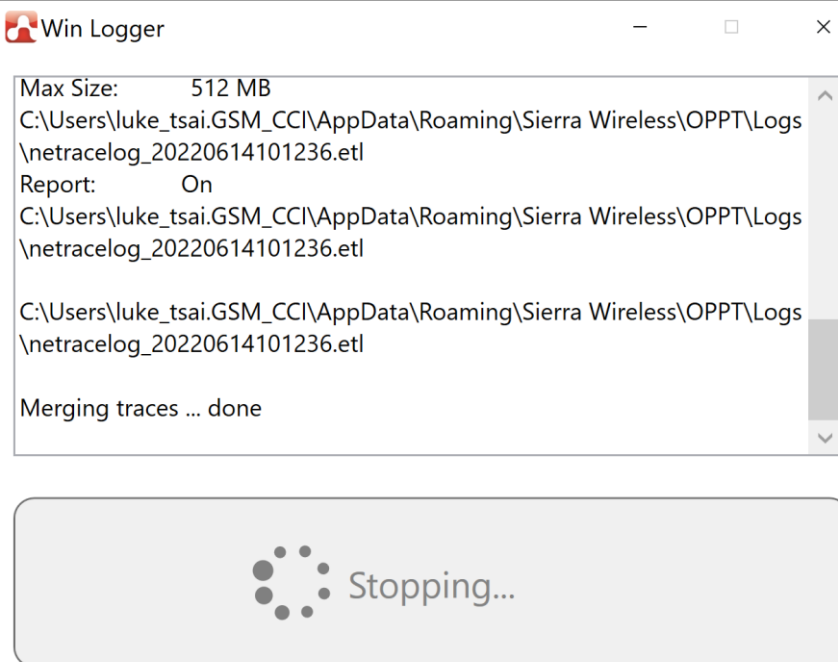 Win Logger
Max Size: 512 MB
C:\Users\luke_tsai.GSM_CCI\AppData\Roaming\Sierra Wireless\OPPT\Logs
\netracelog_20220614101236.etl
Report: On
C:\Users\luke_tsai.GSM_CCI\AppData\Roaming\Sierra Wireless\OPPT\Logs
\netracelog_20220614101236.etl
C:\Users\luke_tsai.GSM_CCI\AppData\Roaming\Sierra Wireless\OPPT\Logs
\netracelog_20220614101236.etl
Merging traces ... done
Stopping...